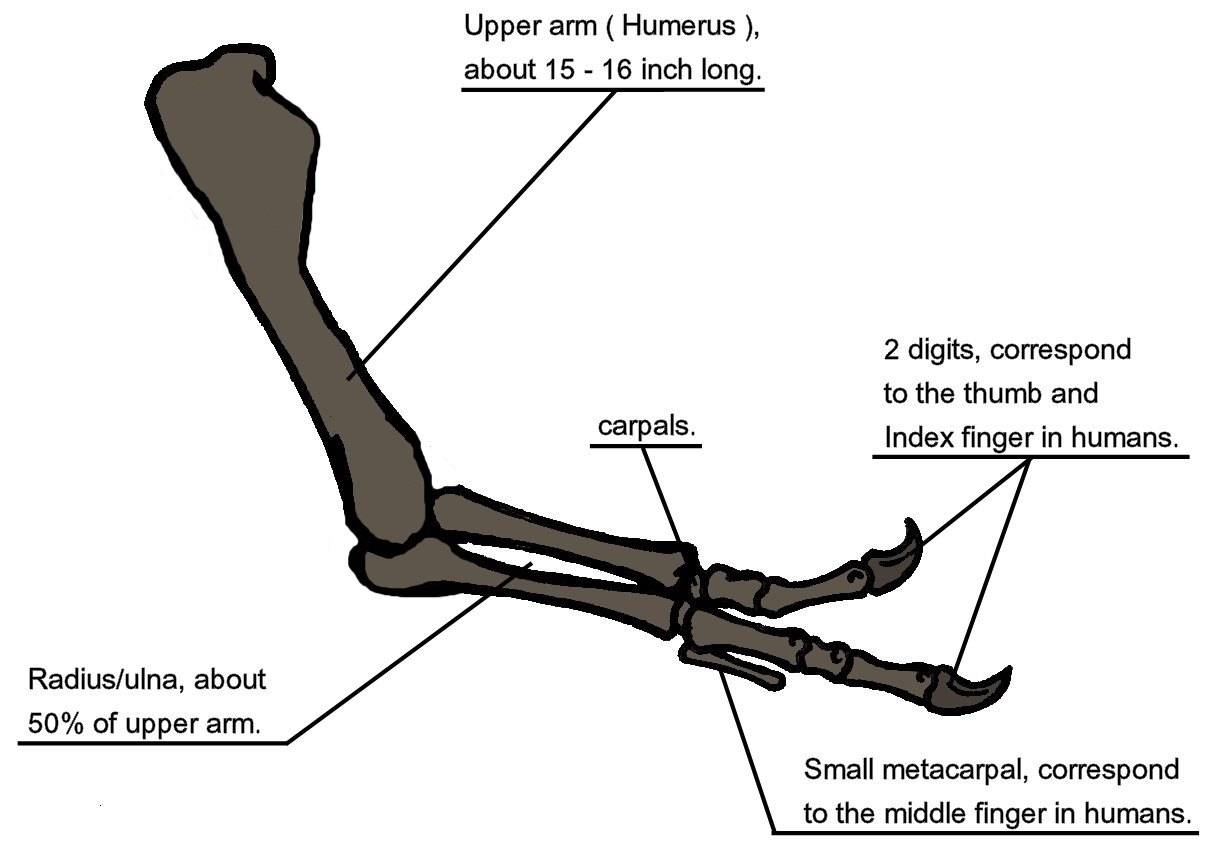 Upper arm ( Humerus ),
about 15 - 16 inch long.
2 digits, correspond
to the thumb and
Index finger in humans.
carpals.
Radius/ulna, about
50% of upper arm.
Small metacarpal, correspond
to the middle finger in humans.